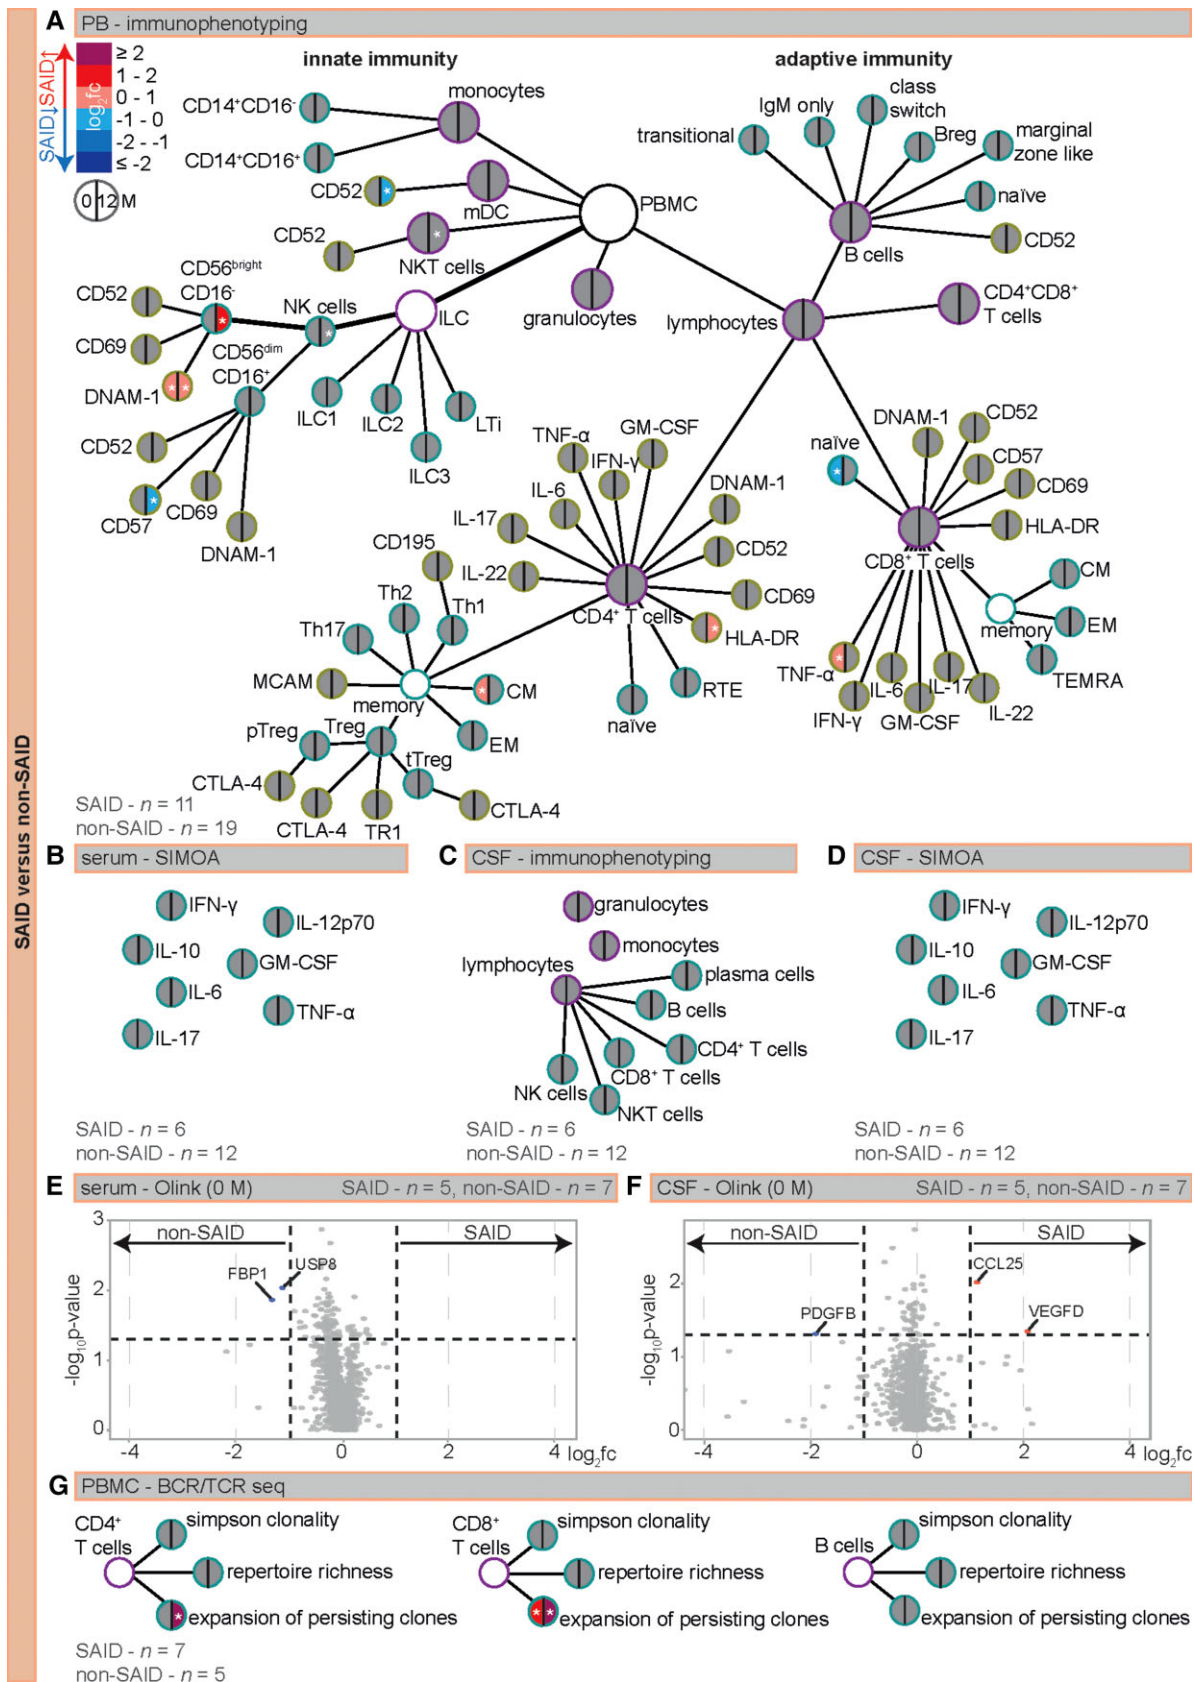 SAID versus non-SAID
A PB - immunophenotyping
SAID↓SAID↑
log₂fc
≥ 2
1 - 2
0 - 1
-1 - 0
-2 - -1
≤ -2
0 12 M
innate immunity
adaptive immunity
CD14⁺CD16⁻
monocytes
CD14⁺CD16⁺
CD52
*
mDC
PBMC
CD52
*
NKT cells
granulocytes
CD56ᵇʳⁱᵍʰᵗ
CD16⁻
CD52
*
NK cells
*
ILC
CD69
CD56ᵈⁱᵐ
CD16⁺
DNAM-1
* *
CD52
CD57
*
CD69
DNAM-1
ILC1
ILC2
ILC3
LTi
transitional
IgM only
class
switch
Breg
marginal
zone like
naïve
CD52
B cells
lymphocytes
CD4⁺CD8⁺
T cells
TNF-α
GM-CSF
IFN-γ
IL-6
IL-17
IL-22
DNAM-1
CD52
CD69
CD4⁺ T cells
*
HLA-DR
RTE
naïve
CD195
Th2
Th1
Th17
MCAM
memory
*
CM
EM
pTreg
Treg
tTreg
CTLA-4
CTLA-4
TR1
CTLA-4
naïve
*
DNAM-1
CD52
CD57
CD69
HLA-DR
CD8⁺ T cells
CM
memory
EM
TEMRA
TNF-α
*
IFN-γ
IL-6
GM-CSF
IL-17
IL-22
SAID - n = 11
non-SAID - n = 19
B serum - SIMOA
IFN-γ
IL-12p70
IL-10
GM-CSF
IL-6
TNF-α
IL-17
SAID - n = 6
non-SAID - n = 12
C CSF - immunophenotyping
granulocytes
monocytes
lymphocytes
plasma cells
B cells
CD4⁺ T cells
CD8⁺ T cells
NK cells
NKT cells
SAID - n = 6
non-SAID - n = 12
D CSF - SIMOA
IFN-γ
IL-12p70
IL-10
GM-CSF
IL-6
TNF-α
IL-17
SAID - n = 6
non-SAID - n = 12
E serum - Olink (0 M) SAID - n = 5, non-SAID - n = 7
-log₁₀p-value
3
2
1
0
non-SAID
SAID
FBP1
USP8
-4 -2 0 2 4 log₂fc
F CSF - Olink (0 M) SAID - n = 5, non-SAID - n = 7
-log₁₀p-value
2
1
0
non-SAID
SAID
CCL25
PDGFB
VEGFD
-4 -2 0 2 4 log₂fc
G PBMC - BCR/TCR seq
CD4⁺
T cells
simpson clonality
repertoire richness
*
expansion of persisting clones
CD8⁺
T cells
simpson clonality
repertoire richness
* *
expansion of persisting clones
B cells
simpson clonality
repertoire richness
expansion of persisting clones
SAID - n = 7
non-SAID - n = 5